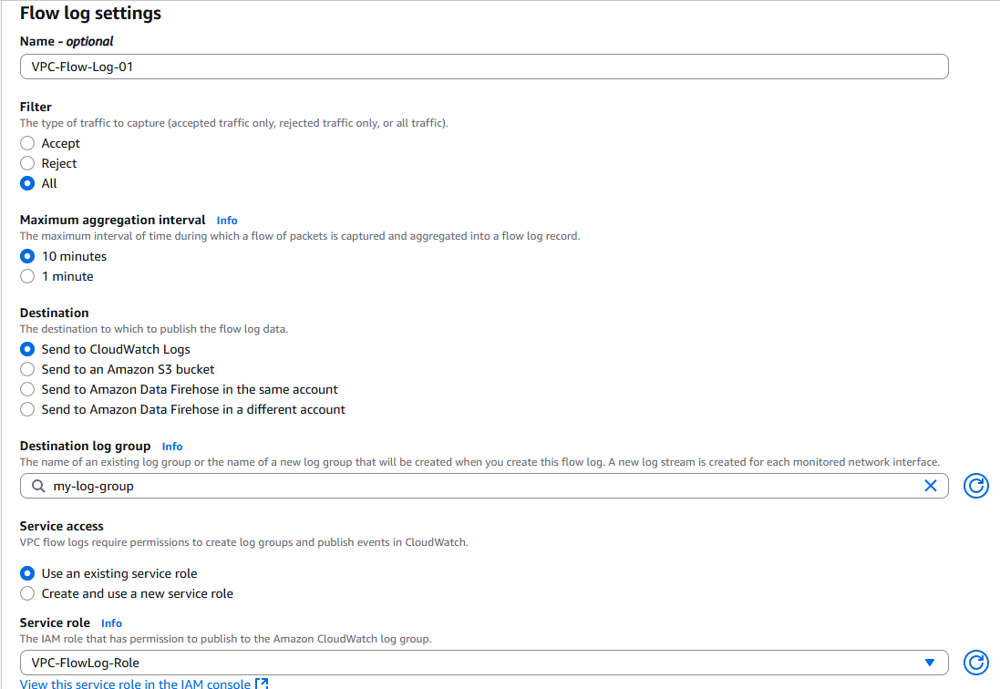 Flow log settings
Name - optional
VPC-Flow-Log-01
Filter
The type of traffic to capture (accepted traffic only, rejected traffic only, or all traffic).
Accept
Reject
All
Maximum aggregation interval Info
The maximum interval of time during which a flow of packets is captured and aggregated into a flow log record.
10 minutes
1 minute
Destination
The destination to which to publish the flow log data.
Send to CloudWatch Logs
Send to an Amazon S3 bucket
Send to Amazon Data Firehose in the same account
Send to Amazon Data Firehose in a different account
Destination log group Info
The name of an existing log group or the name of a new log group that will be created when you create this flow log. A new log stream is created for each monitored network interface.
my-log-group
Service access
VPC flow logs require permissions to create log groups and publish events in CloudWatch.
Use an existing service role
Create and use a new service role
Service role Info
The IAM role that has permission to publish to the Amazon CloudWatch log group.
VPC-FlowLog-Role
View this service role in the IAM console